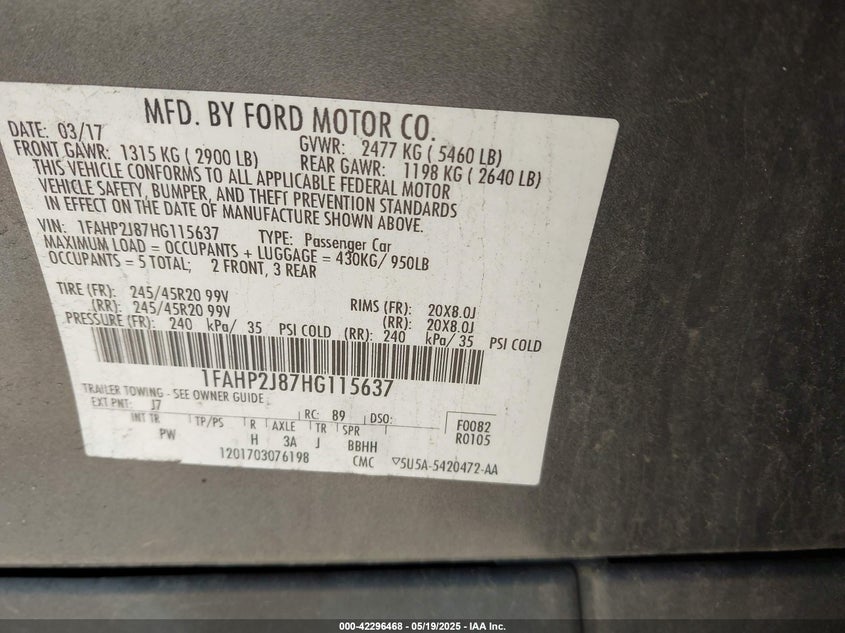 MFD. BY FORD MOTOR CO.
DATE: 03/17 GVWR: 2477 KG ( 5460 LB)
FRONT GAWR: 1315 KG ( 2900 LB) REAR GAWR: 1198 KG ( 2640 LB)
THIS VEHICLE CONFORMS TO ALL APPLICABLE FEDERAL MOTOR
VEHICLE SAFETY, BUMPER, AND THEFT PREVENTION STANDARDS
IN EFFECT ON THE DATE OF MANUFACTURE SHOWN ABOVE.
VIN: 1FAHP2J87HG115637 TYPE: Passenger Car
MAXIMUM LOAD = OCCUPANTS + LUGGAGE = 430KG/ 950LB
OCCUPANTS = 5 TOTAL; 2 FRONT, 3 REAR
TIRE (FR): 245/45R20 99V RIMS (FR): 20X8.0J
(RR): 245/45R20 99V (RR): 20X8.0J
PRESSURE (FR): 240 kPa/ 35 PSI COLD (RR): 240 kPa/ 35 PSI COLD
1FAHP2J87HG115637
TRAILER TOWING - SEE OWNER GUIDE
EXT PNT: J7 RC: 89 DSO: F0082
INT TR TP/PS R AXLE TR SPR R0105
PW H 3A J BBHH
1201703076198 CMC ▽5U5A-5420472-AA
000-42296468 - 05/19/2025 - IAA Inc.